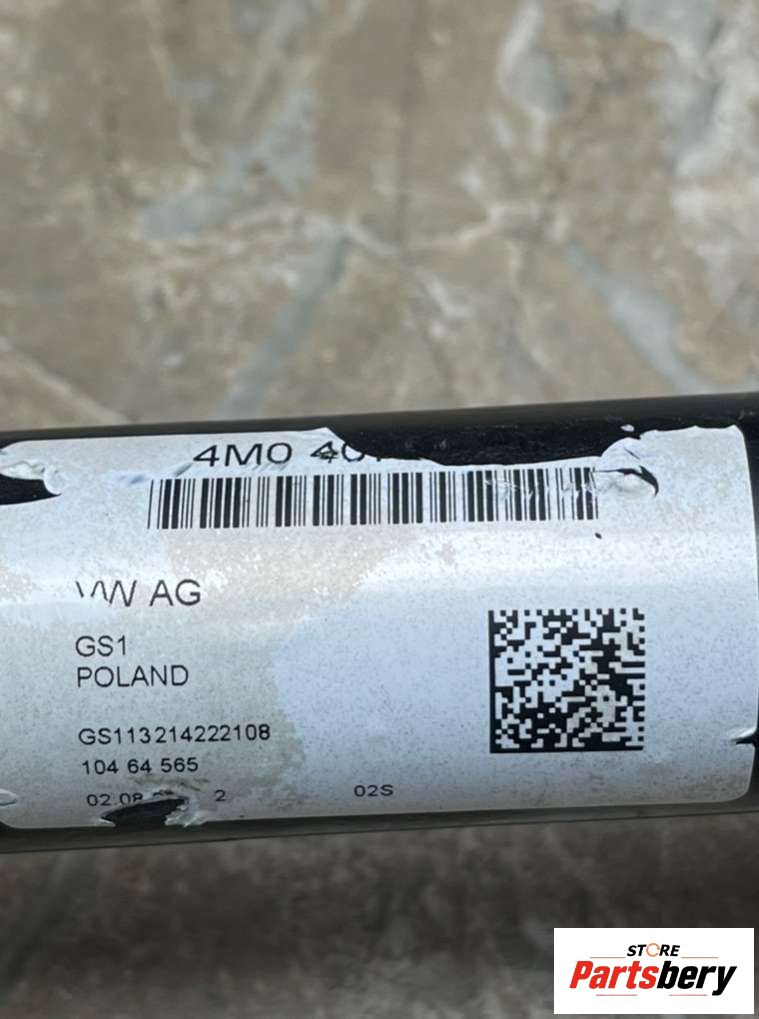 4M0 40
VW AG
GS1
POLAND
GS113214222108
104 64 565
02.08 2 02S
STORE
Partsbery